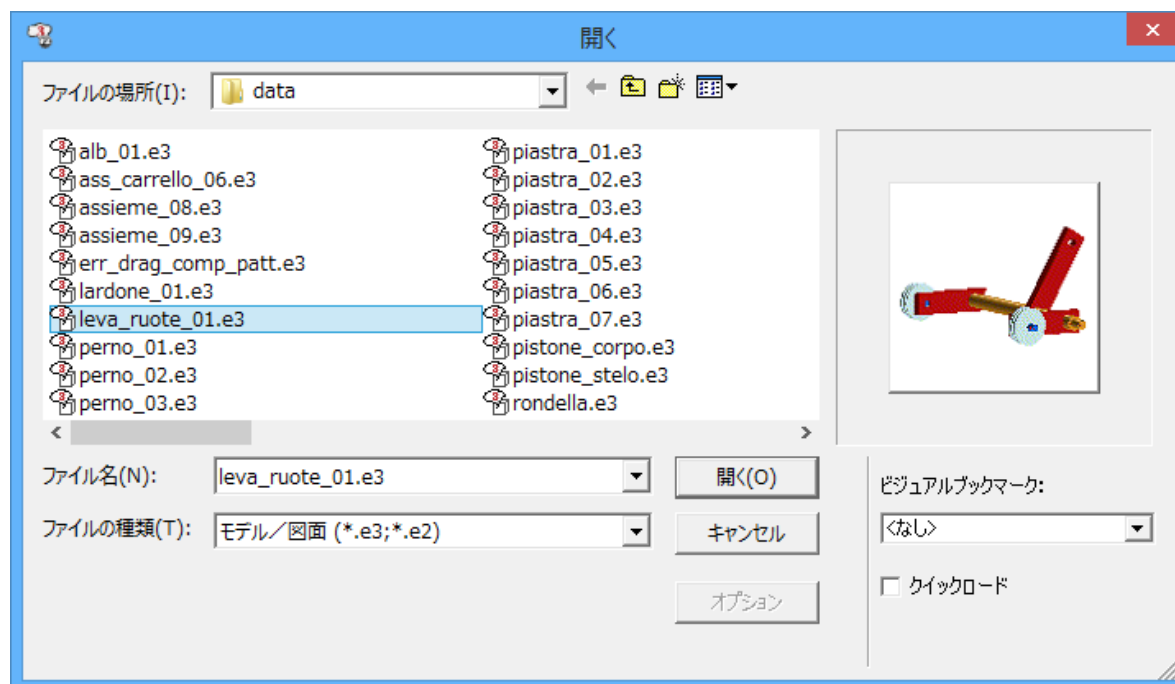 開く
ファイルの場所(I):
data
alb_01.e3
ass_carrello_06.e3
assieme_08.e3
assieme_09.e3
err_drag_comp_patt.e3
lardone_01.e3
leva_ruote_01.e3
perno_01.e3
perno_02.e3
perno_03.e3
piastra_01.e3
piastra_02.e3
piastra_03.e3
piastra_04.e3
piastra_05.e3
piastra_06.e3
piastra_07.e3
pistone_corpo.e3
pistone_stelo.e3
rondella.e3
ファイル名(N):
leva_ruote_01.e3
開く(O)
ファイルの種類(T):
モデル／図面 (*.e3;*.e2)
キャンセル
オプション
ビジュアルブックマーク:
<なし>
クイックロード